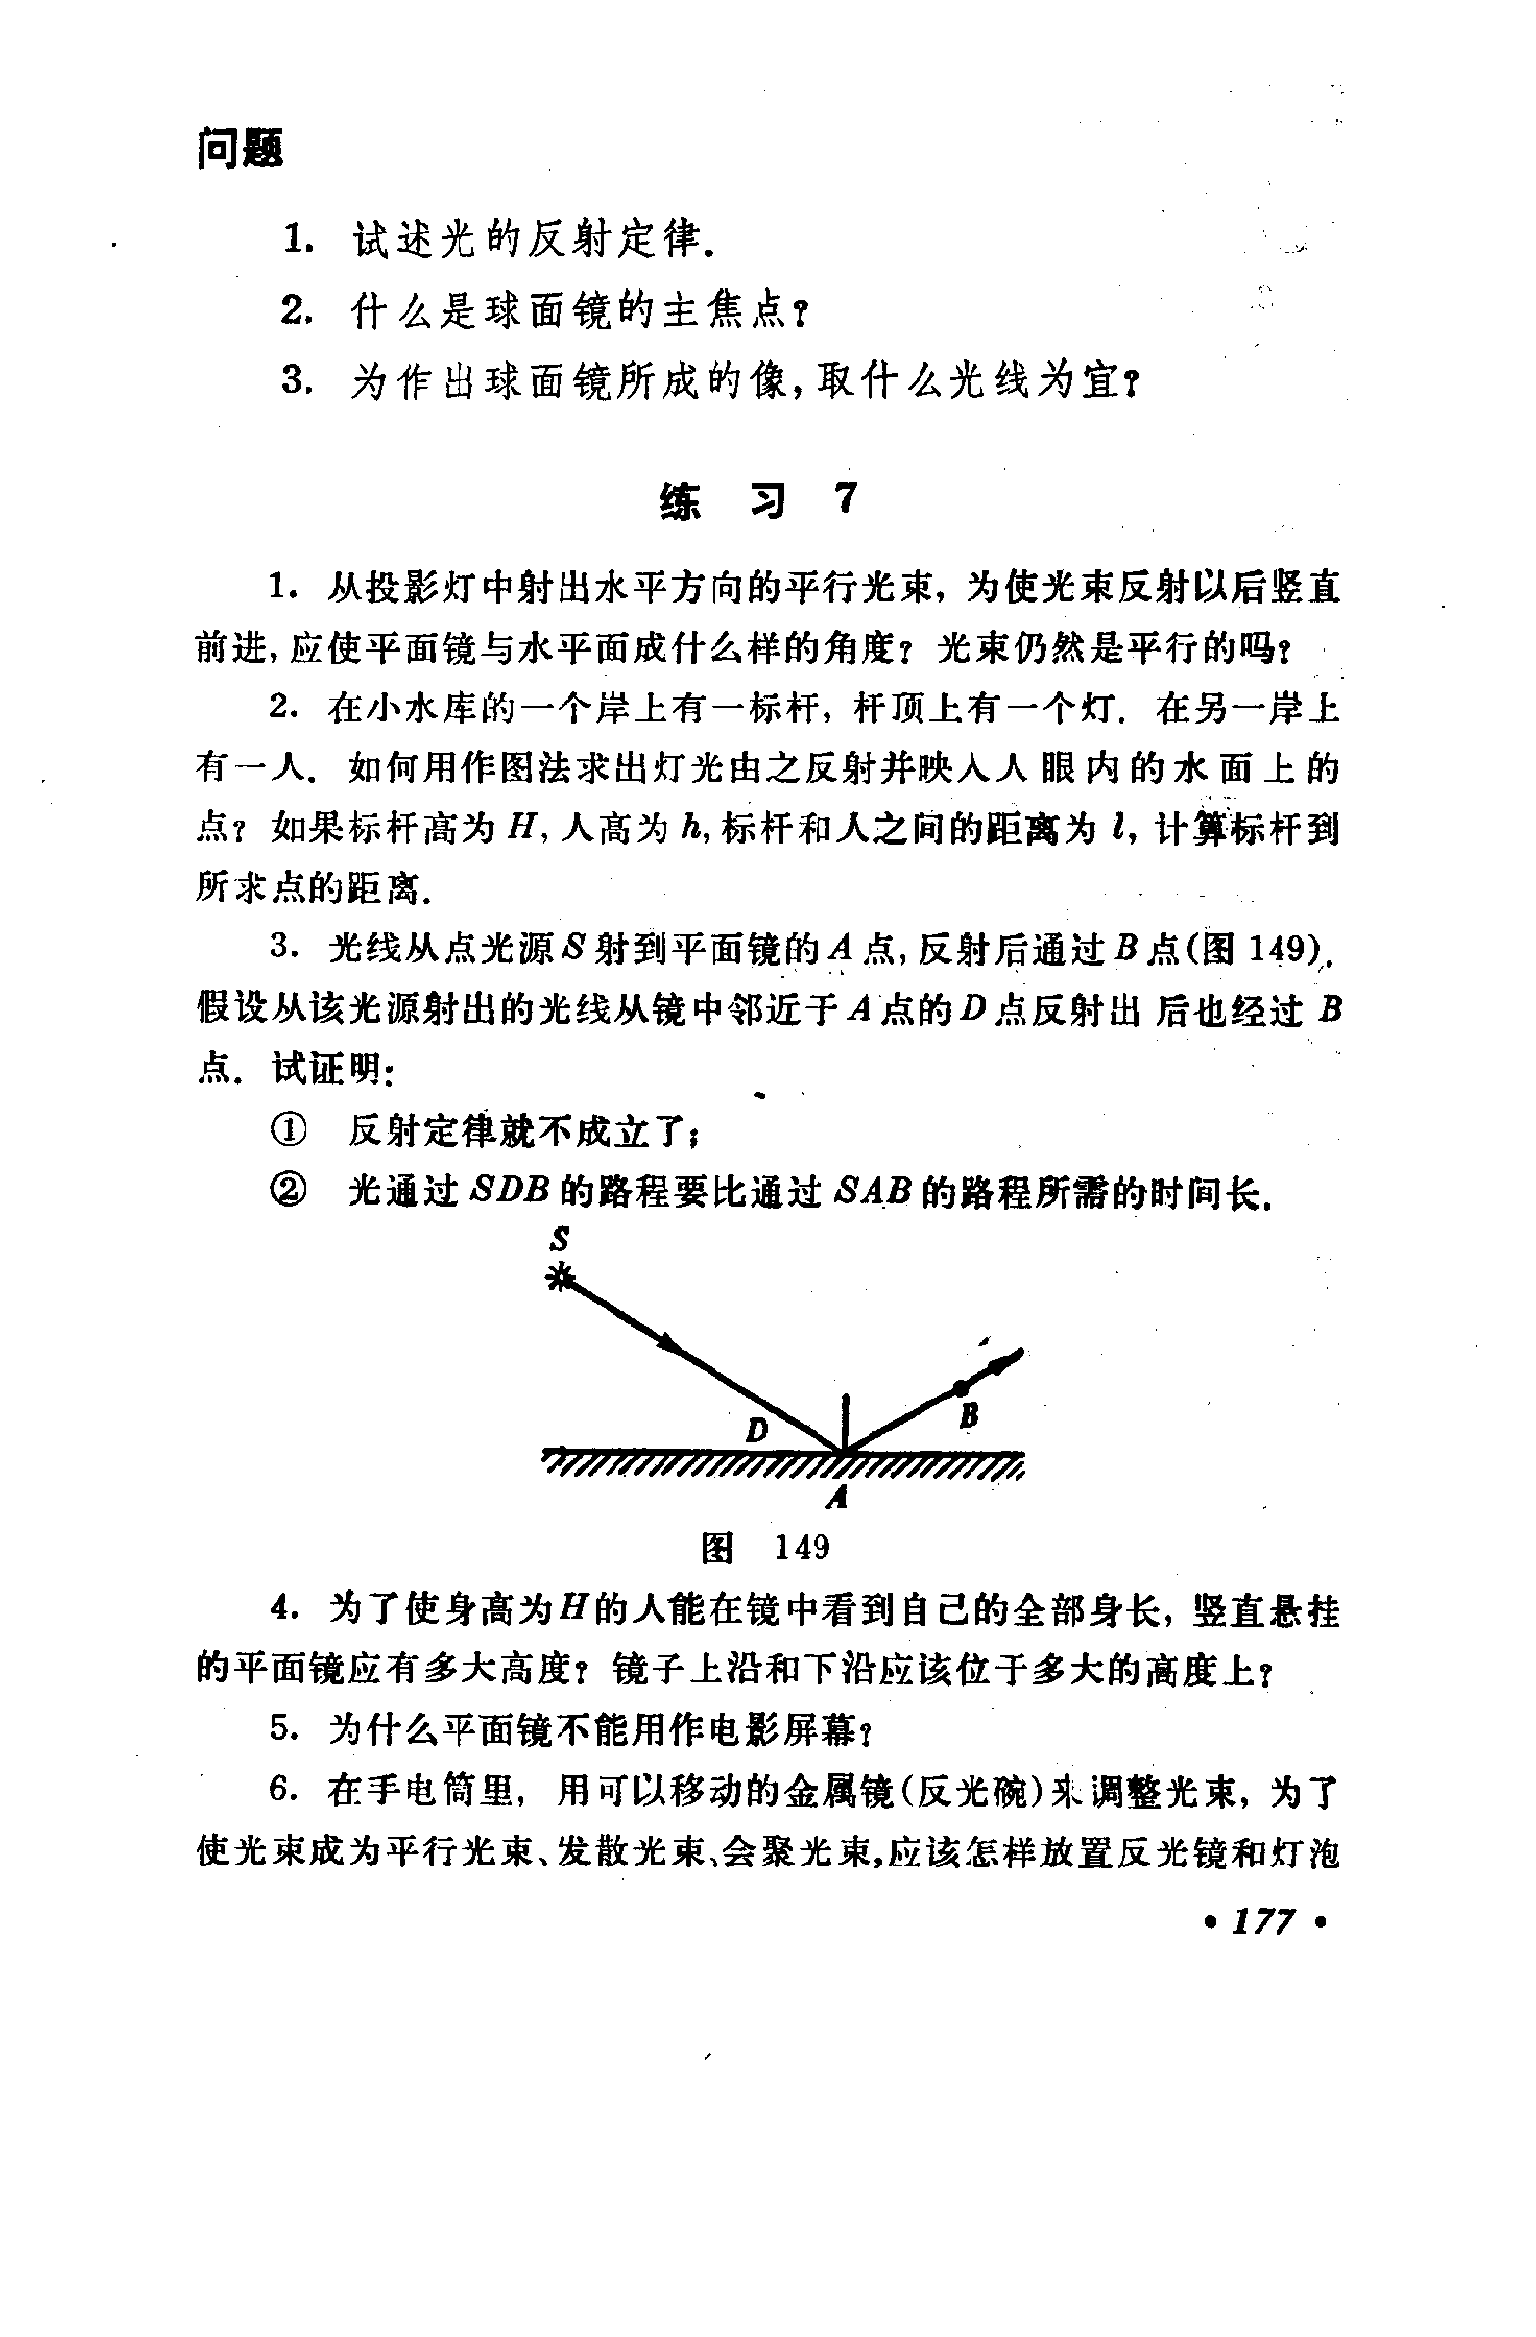 问题
1. 试述光的反射定律.
2. 什么是球面镜的主焦点?
3. 为作出球面镜所成的像,取什么光线为宜?
练 习 7
1. 从投影灯中射出水平方向的平行光束, 为使光束反射以后竖直
前进, 应使平面镜与水平面成什么样的角度? 光束仍然是平行的吗?
2. 在小水库的一个岸上有一标杆, 杆顶上有一个灯. 在另一岸上
有一人. 如何用作图法求出灯光由之反射并映入人眼内的水面上的
点? 如果标杆高为 H, 人高为 h, 标杆和人之间的距离为 l, 计算标杆到
所求点的距离.
3. 光线从点光源 S 射到平面镜的 A 点, 反射后通过 B 点(图 149).
假设从该光源射出的光线从镜中邻近于 A 点的 D 点反射出后也经过 B
点. 试证明:
① 反射定律就不成立了;
② 光通过 SDB 的路程要比通过 SAB 的路程所需的时间长.
S
D
B
A
图 149
4. 为了使身高为 H 的人能在镜中看到自己的全部身长, 竖直悬挂
的平面镜应有多大高度? 镜子上沿和下沿应该位于多大的高度上?
5. 为什么平面镜不能用作电影屏幕?
6. 在手电筒里, 用可以移动的金属镜(反光碗)来调整光束, 为了
使光束成为平行光束、发散光束、会聚光束,应该怎样放置反光镜和灯泡
• 177 •